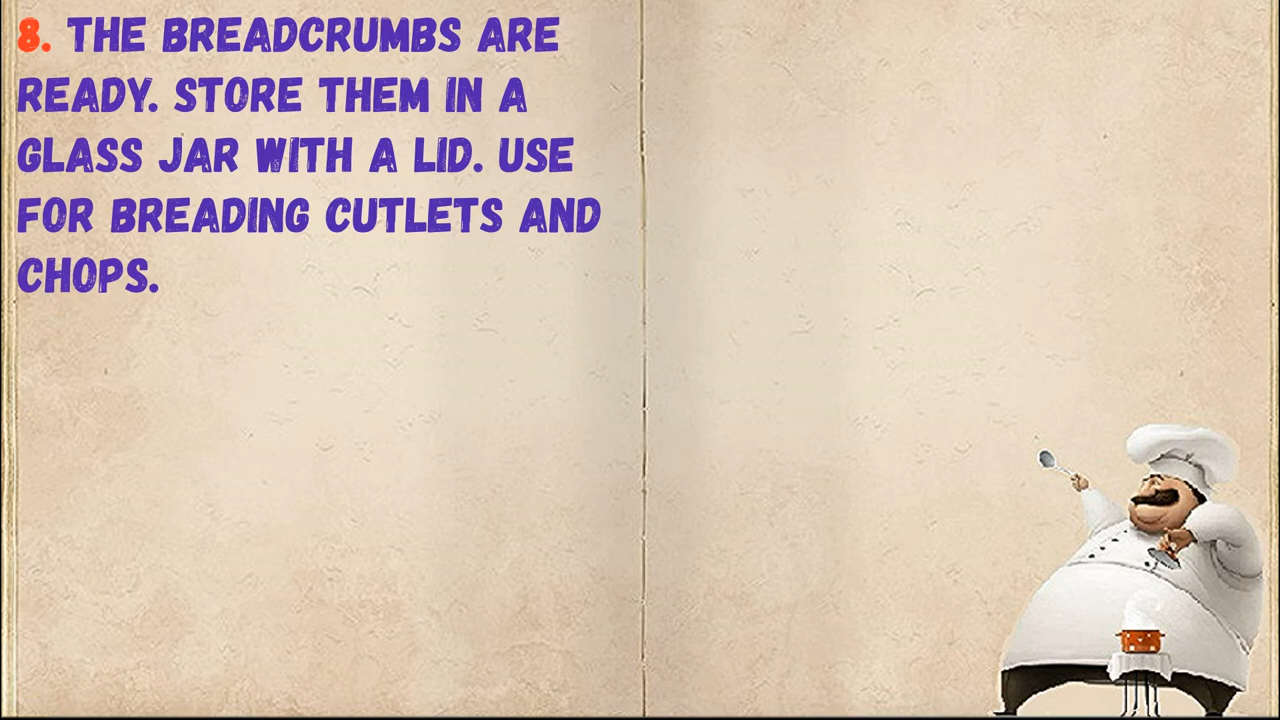 8. THE BREADCRUMBS ARE
READY. STORE THEM IN A
GLASS JAR WITH A LID. USE
FOR BREADING CUTLETS AND
CHOPS.